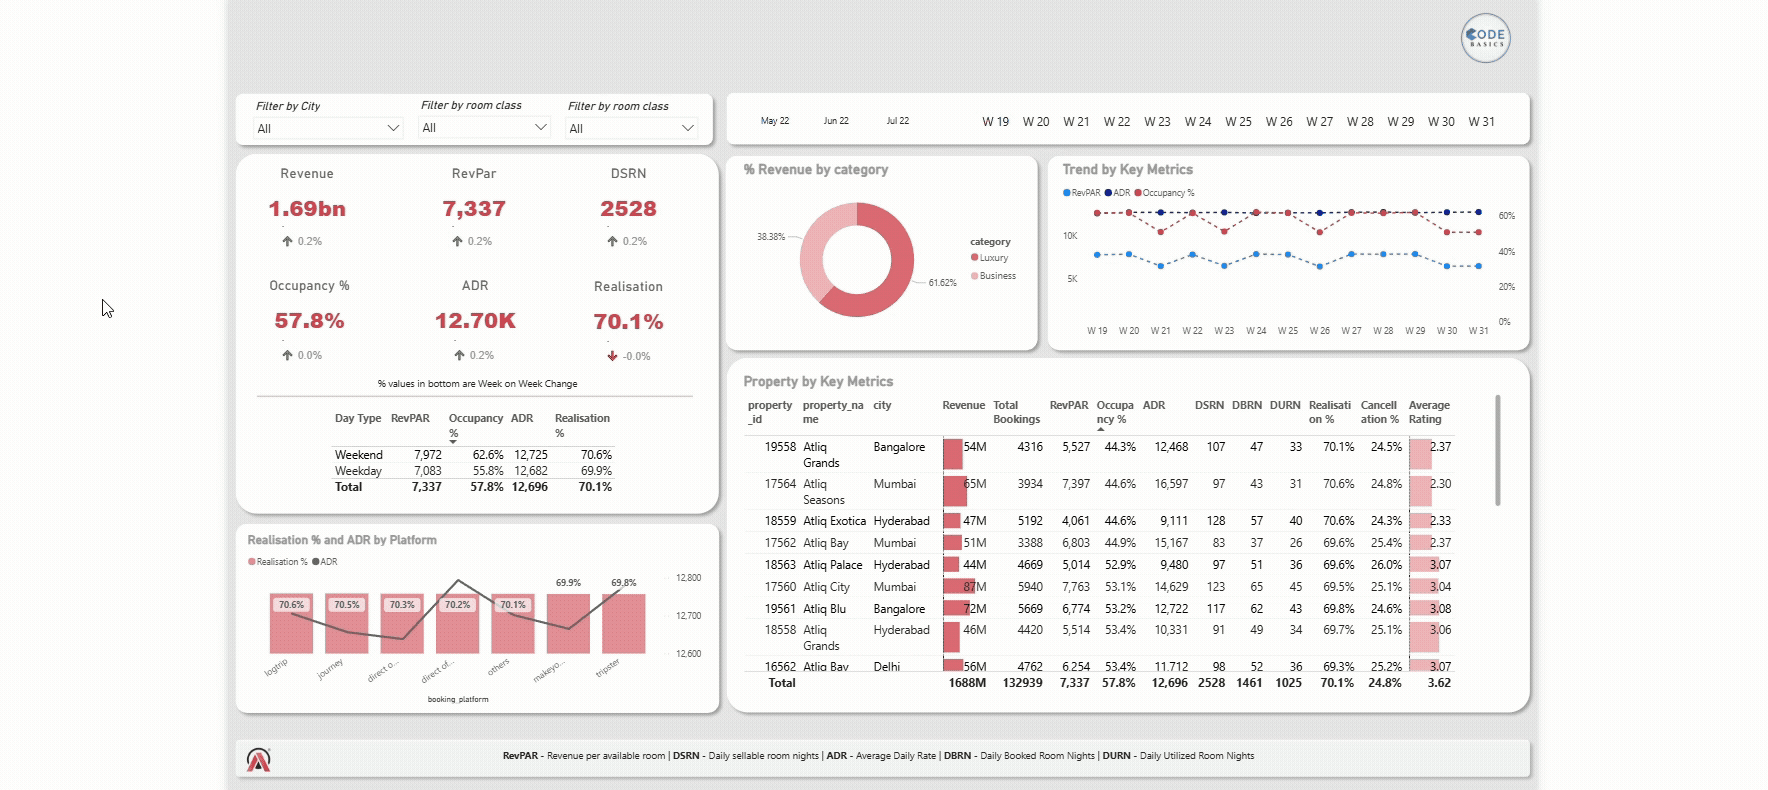 CODE
BASICS
Filter by City
Filter by room class
Filter by room class
All
All
All
May 22 Jun 22 Jul 22
W 19 W 20 W 21 W 22 W 23 W 24 W 25 W 26 W 27 W 28 W 29 W 30 W 31
Revenue
1.69bn
0.2%
RevPar
7,337
0.2%
DSRN
2528
0.2%
Occupancy %
57.8%
0.0%
ADR
12.70K
0.2%
Realisation
70.1%
-0.0%
% values in bottom are Week on Week Change
Day Type RevPAR Occupancy % ADR Realisation %
Weekend 7,972 62.6% 12,725 70.6%
Weekday 7,083 55.8% 12,682 69.9%
Total 7,337 57.8% 12,696 70.1%
% Revenue by category
38.38%
61.62%
category
Luxury
Business
Trend by Key Metrics
RevPAR ADR Occupancy %
10K
5K
60%
40%
20%
0%
W 19 W 20 W 21 W 22 W 23 W 24 W 25 W 26 W 27 W 28 W 29 W 30 W 31
Realisation % and ADR by Platform
Realisation % ADR
70.6% 70.5% 70.3% 70.2% 70.1% 69.9% 69.8%
12,800
12,700
12,600
logtrip journey direct o... direct of... others makeyo... tripster
booking_platform
Property by Key Metrics
property_id property_name city Revenue Total Bookings RevPAR Occupancy % ADR DSRN DBRN DURN Realisation % Cancellation % Average Rating
19558 Atliq Grands Bangalore 54M 4316 5,527 44.3% 12,468 107 47 33 70.1% 24.5% 2.37
17564 Atliq Seasons Mumbai 65M 3934 7,397 44.6% 16,597 97 43 31 70.6% 24.8% 2.30
18559 Atliq Exotica Hyderabad 47M 5192 4,061 44.6% 9,111 128 57 40 70.6% 24.3% 2.33
17562 Atliq Bay Mumbai 51M 3388 6,803 44.9% 15,167 83 37 26 69.6% 25.4% 2.37
18563 Atliq Palace Hyderabad 44M 4669 5,014 52.9% 9,480 97 51 36 69.6% 26.0% 3.07
17560 Atliq City Mumbai 87M 5940 7,763 53.1% 14,629 123 65 45 69.5% 25.1% 3.04
19561 Atliq Blu Bangalore 72M 5669 6,774 53.2% 12,722 117 62 43 69.8% 24.6% 3.08
18558 Atliq Grands Hyderabad 46M 4420 5,514 53.4% 10,331 91 49 34 69.7% 25.1% 3.06
16562 Atliq Bay Delhi 56M 4762 6,254 53.4% 11,712 98 52 36 69.3% 25.2% 3.07
Total 1688M 132939 7,337 57.8% 12,696 2528 1461 1025 70.1% 24.8% 3.62
RevPAR - Revenue per available room | DSRN - Daily sellable room nights | ADR - Average Daily Rate | DBRN - Daily Booked Room Nights | DURN - Daily Utilized Room Nights